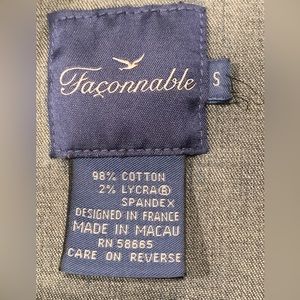 Façonnable
S
98% COTTON
2% LYCRA®
SPANDEX
DESIGNED IN FRANCE
MADE IN MACAU
RN 58665
CARE ON REVERSE